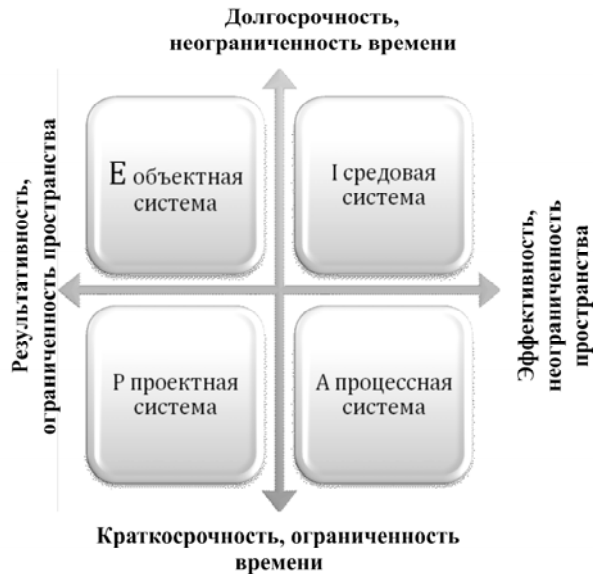 Долгосрочность,
неограниченность времени
Результативность,
ограниченность пространства
E объектная
система
I средовая
система
Эффективность,
неограниченность
пространства
P проектная
система
A процессная
система
Краткосрочность, ограниченность
времени